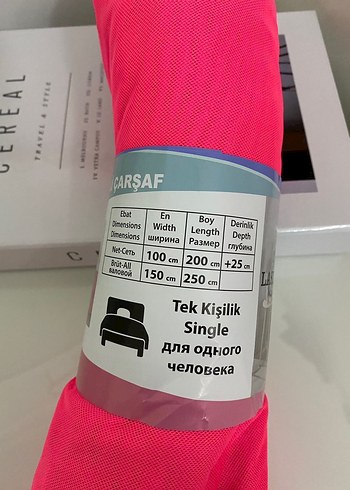 CEREAL
TRAVEL & STYLE
ÇARŞAF
Ebat
Dimensions
Dimensions
En
Width
ширина
Boy
Length
Размер
Derinlik
Depth
глубина
Net-Сеть
100 cm
200 cm
+25 cm
Brüt-All
валовой
150 cm
250 cm
Tek Kişilik
Single
для одного
человека